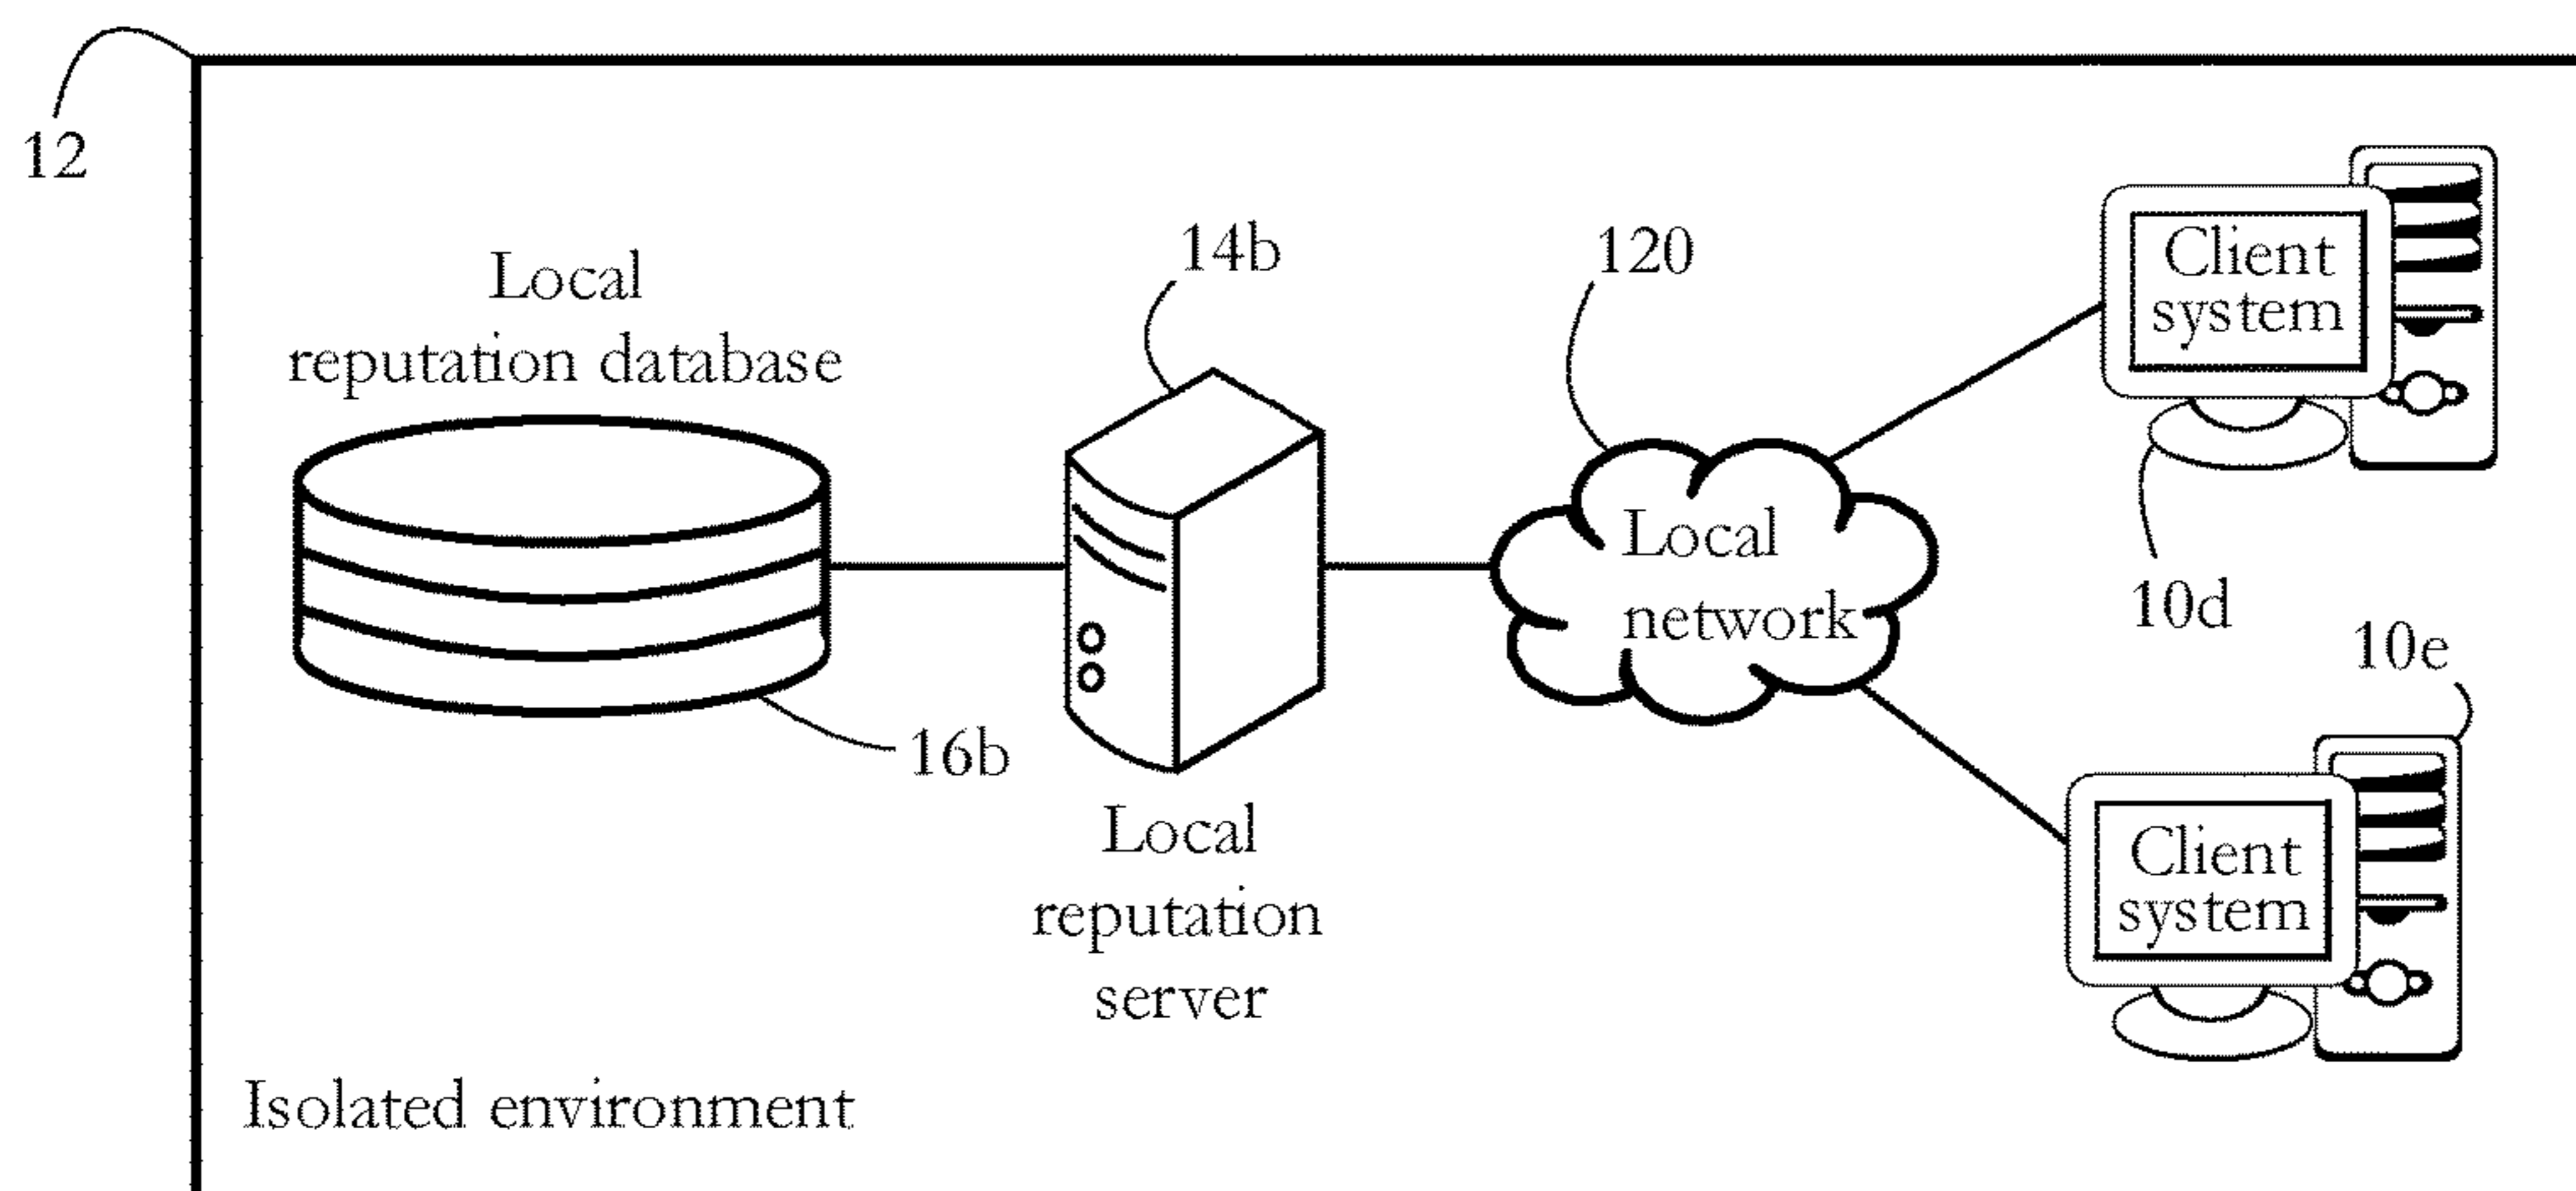 12
Local
reputation database
16b
14b
Local
reputation
server
120
Local
network
Client
system
10d
10e
Client
system
Isolated environment